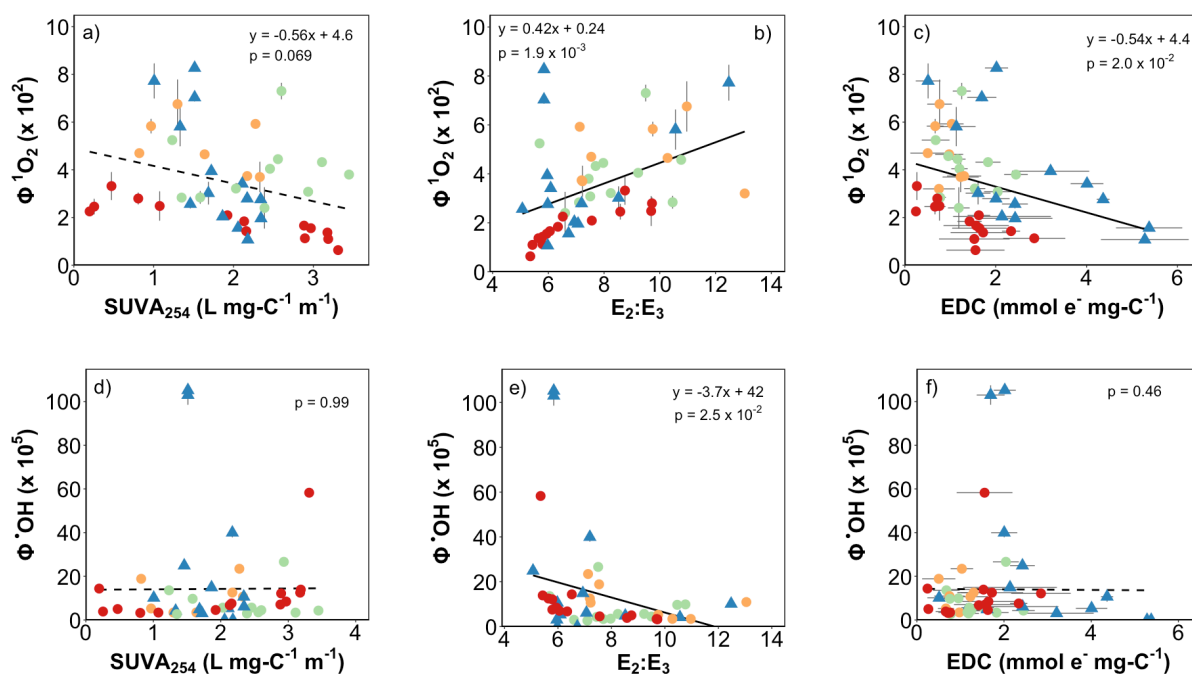 a)
y = -0.56x + 4.6
p = 0.069
10
8
6
4
2
0
0 1 2 3
Φ ¹O₂ (x 10²)
SUVA₂₅₄ (L mg-C⁻¹ m⁻¹)
b)
y = 0.42x + 0.24
p = 1.9 x 10⁻³
10
8
6
4
2
0
4 6 8 10 12 14
Φ ¹O₂ (x 10²)
E₂:E₃
c)
y = -0.54x + 4.4
p = 2.0 x 10⁻²
10
8
6
4
2
0
0 2 4 6
Φ ¹O₂ (x 10²)
EDC (mmol e⁻ mg-C⁻¹)
d)
p = 0.99
100
80
60
40
20
0
0 1 2 3 4
Φ•OH (x 10⁵)
SUVA₂₅₄ (L mg-C⁻¹ m⁻¹)
e)
y = -3.7x + 42
p = 2.5 x 10⁻²
100
80
60
40
20
0
4 6 8 10 12 14
Φ•OH (x 10⁵)
E₂:E₃
f)
p = 0.46
100
80
60
40
20
0
0 2 4 6
Φ•OH (x 10⁵)
EDC (mmol e⁻ mg-C⁻¹)